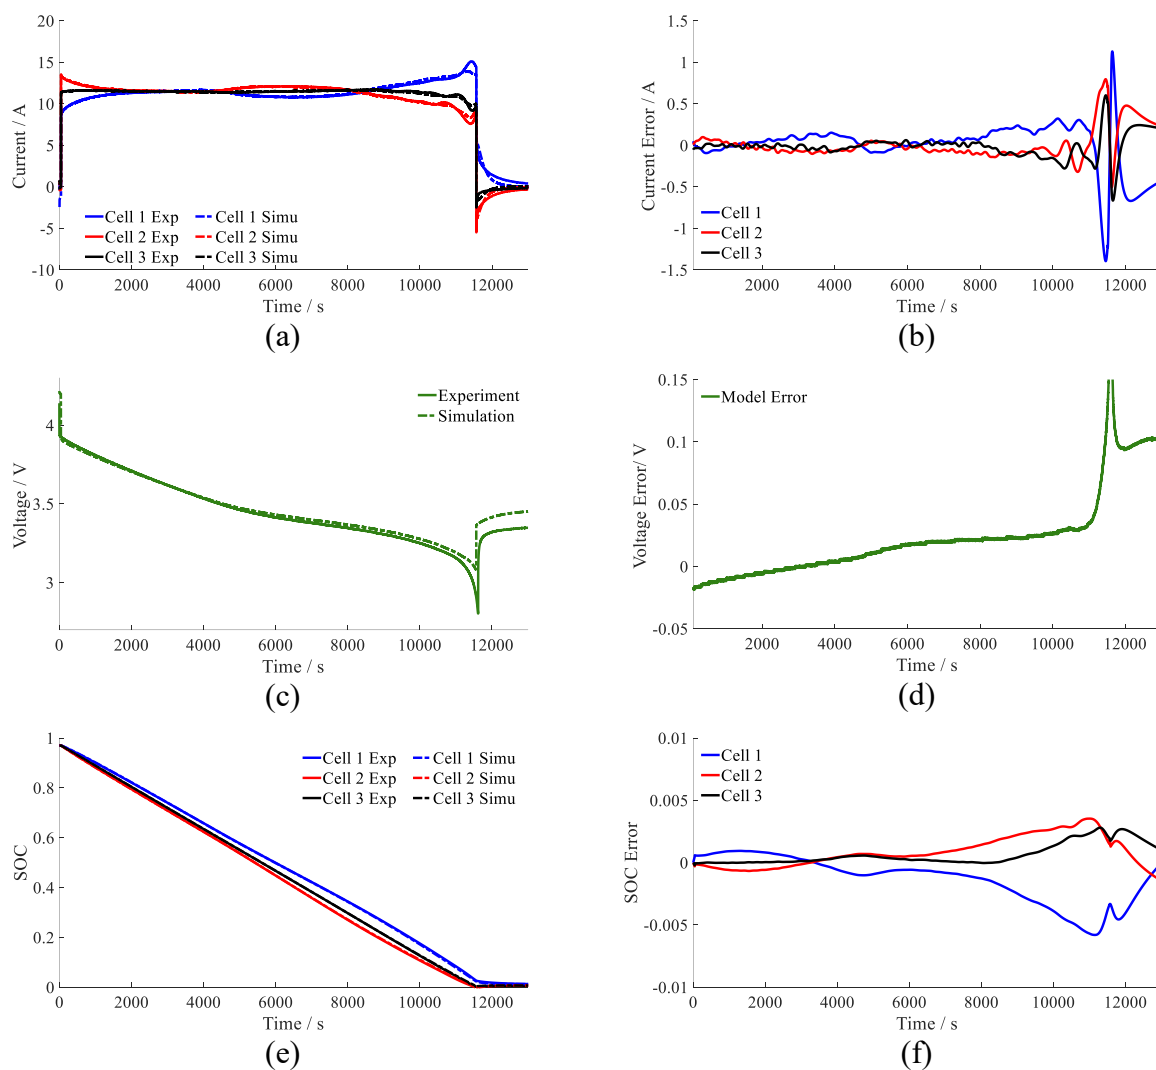 20
15
10
5
0
-5
-10
Current / A
Cell 1 Exp Cell 1 Simu
Cell 2 Exp Cell 2 Simu
Cell 3 Exp Cell 3 Simu
0 2000 4000 6000 8000 10000 12000
Time / s
(a)
1.5
1
0.5
0
-0.5
-1
-1.5
Current Error / A
Cell 1
Cell 2
Cell 3
2000 4000 6000 8000 10000 12000
Time / s
(b)
4
3.5
3
Voltage / V
Experiment
Simulation
0 2000 4000 6000 8000 10000 12000
Time / s
(c)
0.15
0.1
0.05
0
-0.05
Voltage Error/ V
Model Error
2000 4000 6000 8000 10000 12000
Time / s
(d)
1
0.8
0.6
0.4
0.2
0
SOC
Cell 1 Exp Cell 1 Simu
Cell 2 Exp Cell 2 Simu
Cell 3 Exp Cell 3 Simu
0 2000 4000 6000 8000 10000 12000
Time / s
(e)
0.01
0.005
0
-0.005
-0.01
SOC Error
Cell 1
Cell 2
Cell 3
0 2000 4000 6000 8000 10000 12000
Time / s
(f)